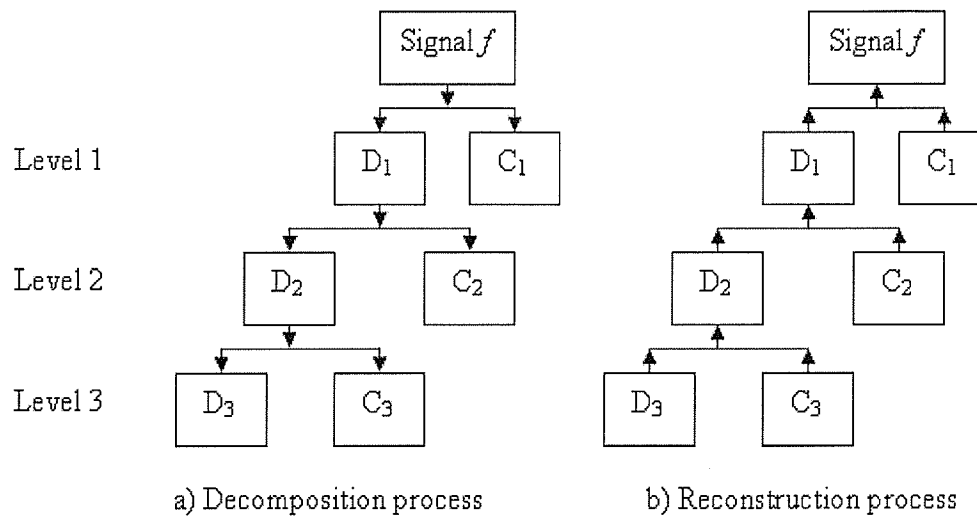 Signal f
Signal f
Level 1
D1
C1
D1
C1
Level 2
D2
C2
D2
C2
Level 3
D3
C3
D3
C3
a) Decomposition process
b) Reconstruction process